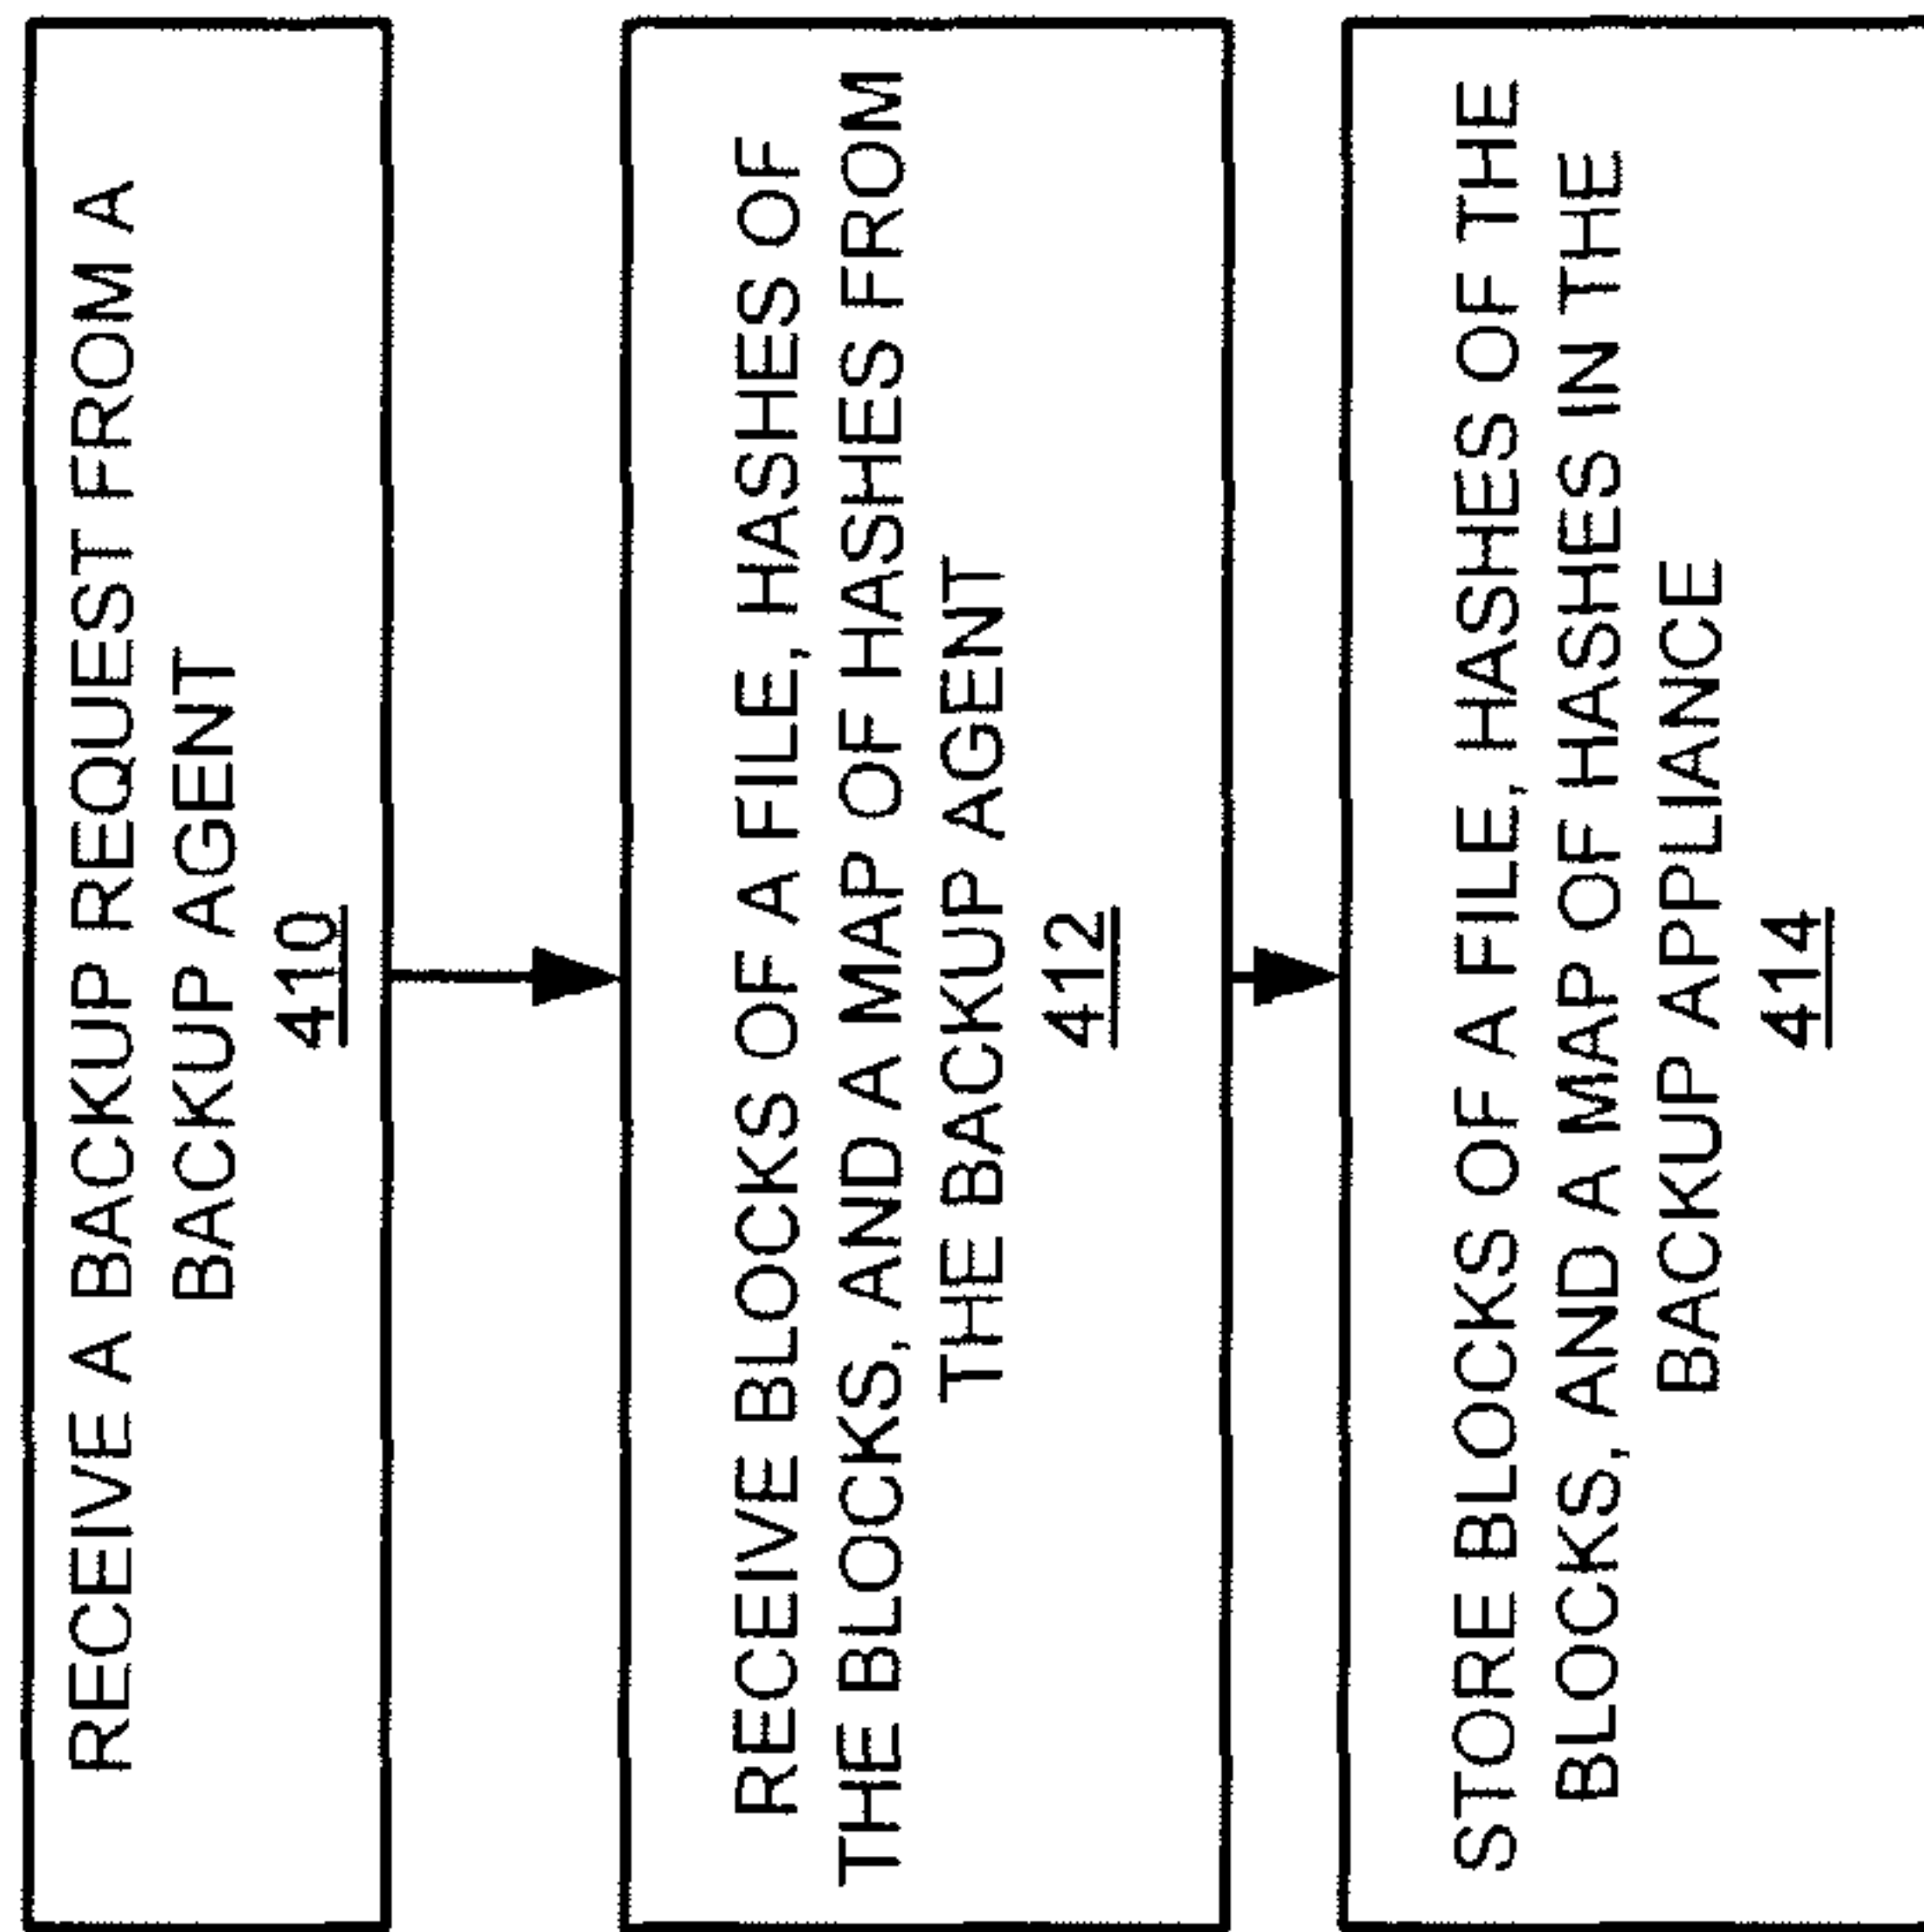 RECEIVE A BACKUP REQUEST FROM A
BACKUP AGENT
410
RECEIVE BLOCKS OF A FILE, HASHES OF
THE BLOCKS, AND A MAP OF HASHES FROM
THE BACKUP AGENT
412
STORE BLOCKS OF A FILE, HASHES OF THE
BLOCKS, AND A MAP OF HASHES IN THE
BACKUP APPLIANCE
414